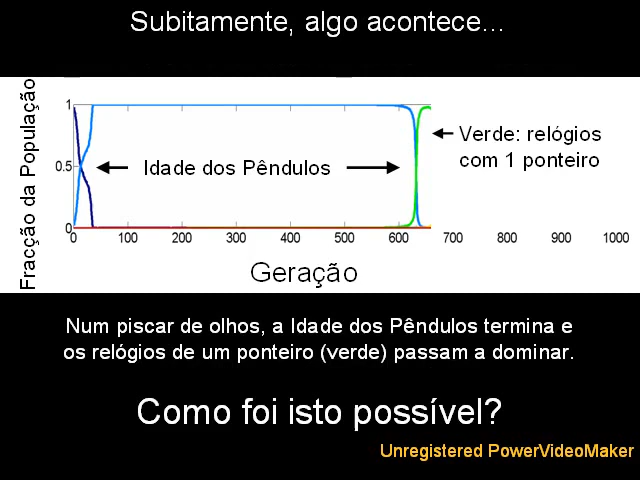 Subitamente, algo acontece...
Fracção da População
1
0.5
0
Idade dos Pêndulos
Verde: relógios
com 1 ponteiro
0 100 200 300 400 500 600 700 800 900 1000
Geração
Num piscar de olhos, a Idade dos Pêndulos termina e
os relógios de um ponteiro (verde) passam a dominar.
Como foi isto possível?
Unregistered PowerVideoMaker